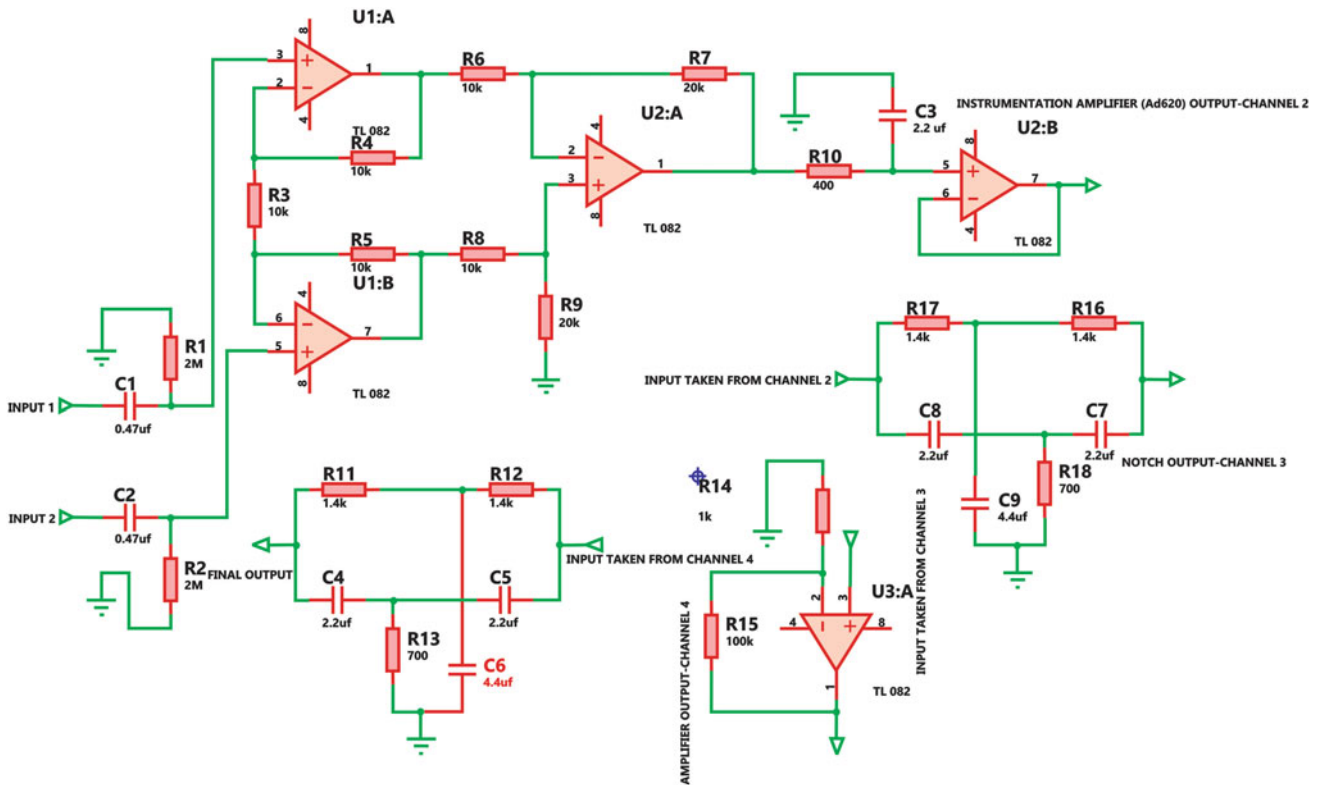 U1:A
8
3
+
2
−
1
4
TL 082
R6
10k
R7
20k
R4
10k
R3
10k
R5
10k
R8
10k
U2:A
4
2
−
3
+
1
8
TL 082
R9
20k
U1:B
4
6
−
5
+
7
8
TL 082
C3
2.2 uf
INSTRUMENTATION AMPLIFIER (Ad620) OUTPUT-CHANNEL 2
R10
400
U2:B
8
5
+
6
−
7
4
TL 082
R1
2M
INPUT 1
C1
0.47uf
INPUT 2
C2
0.47uf
R2
2M
R17
1.4k
R16
1.4k
INPUT TAKEN FROM CHANNEL 2
C8
2.2uf
C7
2.2uf
NOTCH OUTPUT-CHANNEL 3
R18
700
C9
4.4uf
R11
1.4k
R12
1.4k
FINAL OUTPUT
INPUT TAKEN FROM CHANNEL 4
C4
2.2uf
C5
2.2uf
R13
700
C6
4.4uf
R14
1k
INPUT TAKEN FROM CHANNEL 3
AMPLIFIER OUTPUT-CHANNEL 4
R15
100k
U3:A
2
3
−
+
4
8
1
TL 082